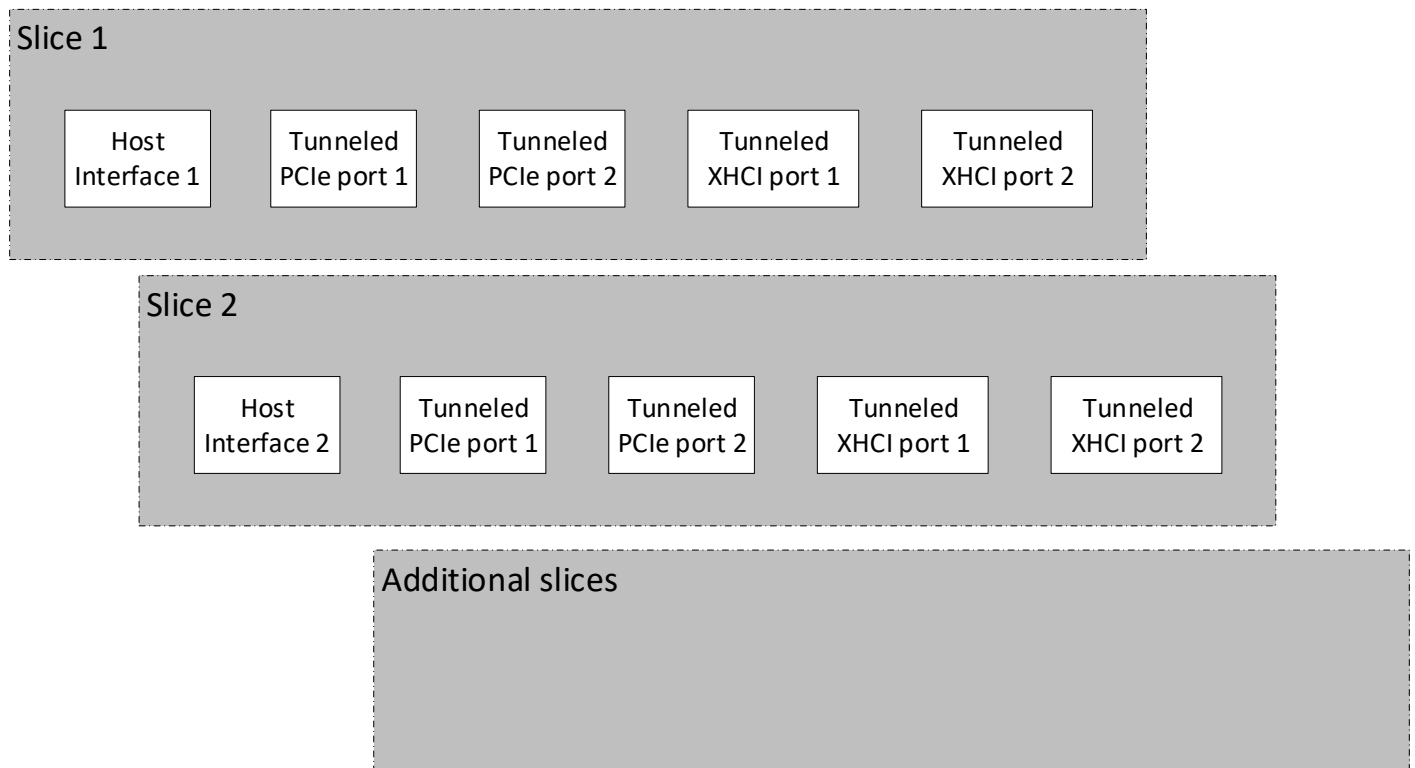 Slice 1
Host
Interface 1
Tunneled
PCIe port 1
Tunneled
PCIe port 2
Tunneled
XHCI port 1
Tunneled
XHCI port 2
Slice 2
Host
Interface 2
Tunneled
PCIe port 1
Tunneled
PCIe port 2
Tunneled
XHCI port 1
Tunneled
XHCI port 2
Additional slices